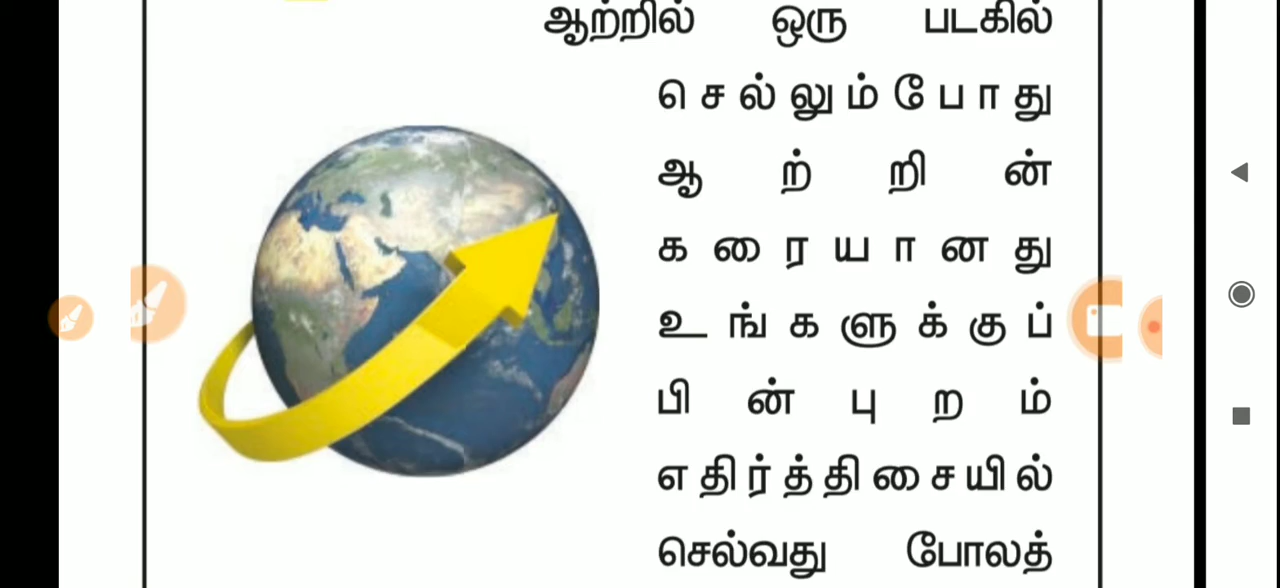 ஆற்றில் ஒரு படகில்
செல்லும்போது
ஆற்றின்
கரையானது
உங்களுக்குப்
பின்புறம்
எதிர்த்திசையில்
செல்வது போலத்